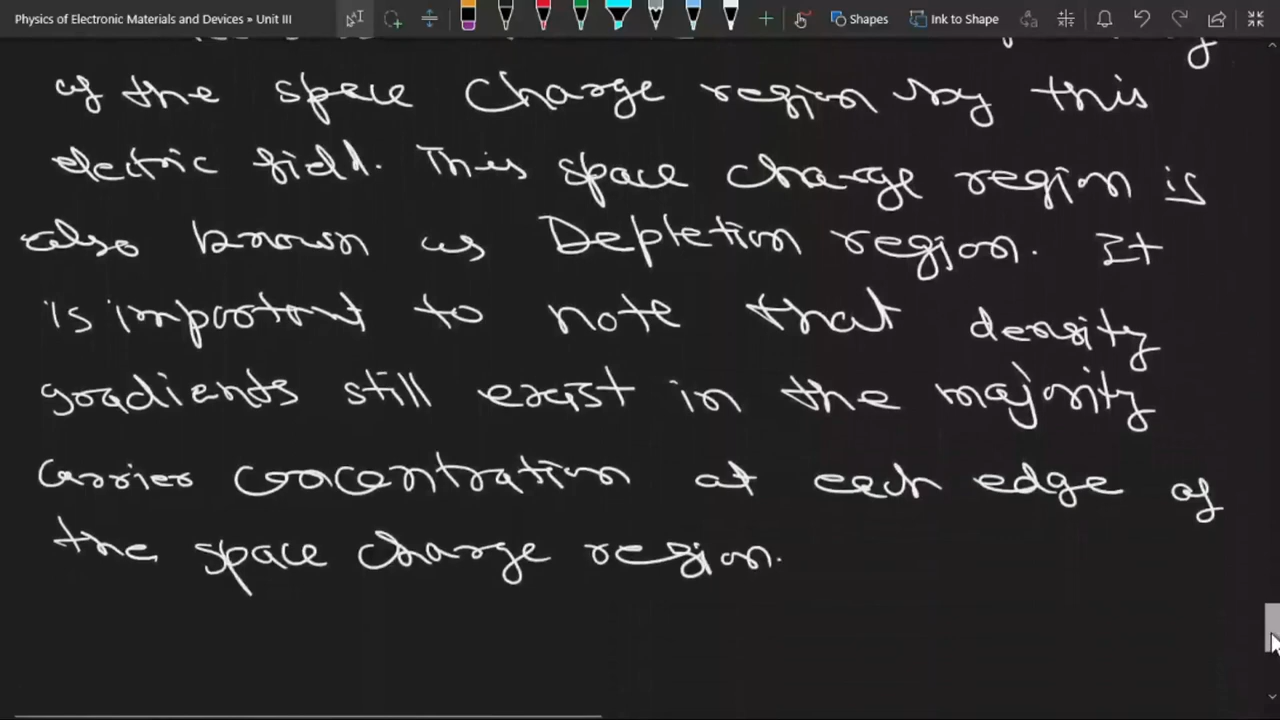 Physics of Electronic Materials and Devices » Unit III
Shapes
Ink to Shape
of the space charge region by this
electric field. This space charge region is
also known as Depletion region. It
is important to note that density
gradients still exist in the majority
carrier concentration at each edge of
the space charge region.